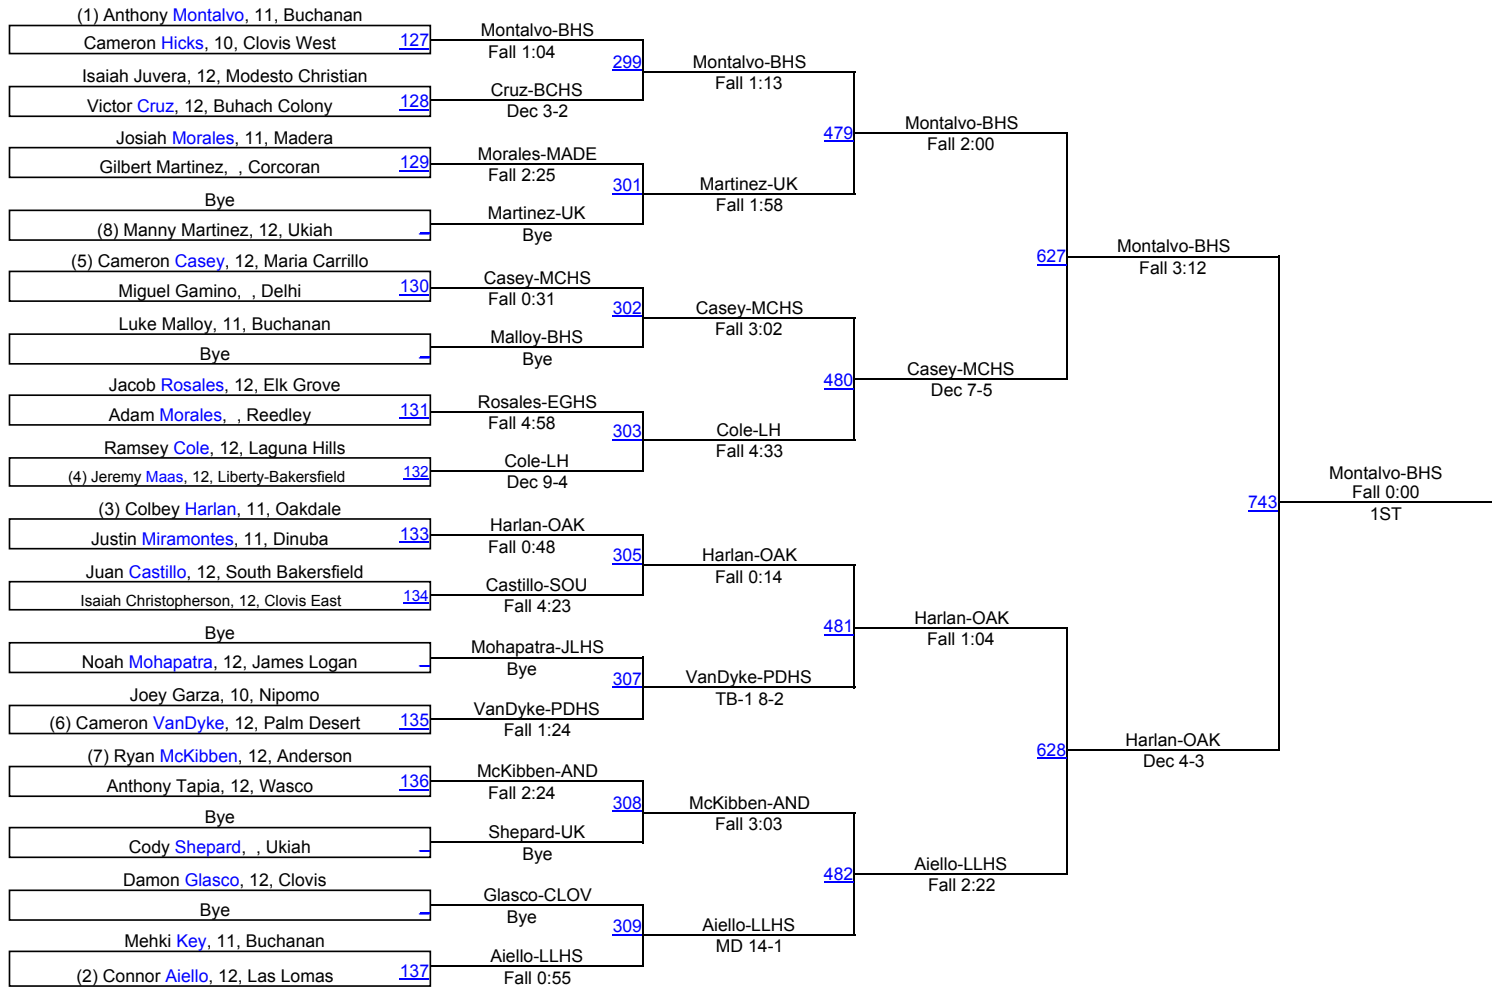 (1) Anthony Montalvo, 11, Buchanan
Cameron Hicks, 10, Clovis West 127
Isaiah Juvera, 12, Modesto Christian
Victor Cruz, 12, Buhach Colony 128
Josiah Morales, 11, Madera
Gilbert Martinez, , Corcoran 129
Bye
(8) Manny Martinez, 12, Ukiah
(5) Cameron Casey, 12, Maria Carrillo
Miguel Gamino, , Delhi 130
Luke Malloy, 11, Buchanan
Bye
Jacob Rosales, 12, Elk Grove
Adam Morales, , Reedley 131
Ramsey Cole, 12, Laguna Hills
(4) Jeremy Maas, 12, Liberty-Bakersfield 132
(3) Colbey Harlan, 11, Oakdale
Justin Miramontes, 11, Dinuba 133
Juan Castillo, 12, South Bakersfield
Isaiah Christopherson, 12, Clovis East 134
Bye
Noah Mohapatra, 12, James Logan
Joey Garza, 10, Nipomo
(6) Cameron VanDyke, 12, Palm Desert 135
(7) Ryan McKibben, 12, Anderson
Anthony Tapia, 12, Wasco 136
Bye
Cody Shepard, , Ukiah
Damon Glasco, 12, Clovis
Bye
Mehki Key, 11, Buchanan
(2) Connor Aiello, 12, Las Lomas 137
Montalvo-BHS
Fall 1:04
299
Cruz-BCHS
Dec 3-2
Morales-MADE
Fall 2:25
301
Martinez-UK
Bye
Casey-MCHS
Fall 0:31
302
Malloy-BHS
Bye
Rosales-EGHS
Fall 4:58
303
Cole-LH
Dec 9-4
Harlan-OAK
Fall 0:48
305
Castillo-SOU
Fall 4:23
Mohapatra-JLHS
Bye
307
VanDyke-PDHS
Fall 1:24
McKibben-AND
Fall 2:24
308
Shepard-UK
Bye
Glasco-CLOV
Bye
309
Aiello-LLHS
Fall 0:55
Montalvo-BHS
Fall 1:13
479
Martinez-UK
Fall 1:58
Casey-MCHS
Fall 3:02
480
Cole-LH
Fall 4:33
Harlan-OAK
Fall 0:14
481
VanDyke-PDHS
TB-1 8-2
McKibben-AND
Fall 3:03
482
Aiello-LLHS
MD 14-1
Montalvo-BHS
Fall 2:00
627
Casey-MCHS
Dec 7-5
Harlan-OAK
Fall 1:04
628
Aiello-LLHS
Fall 2:22
Montalvo-BHS
Fall 3:12
743
Harlan-OAK
Dec 4-3
Montalvo-BHS
Fall 0:00
1ST